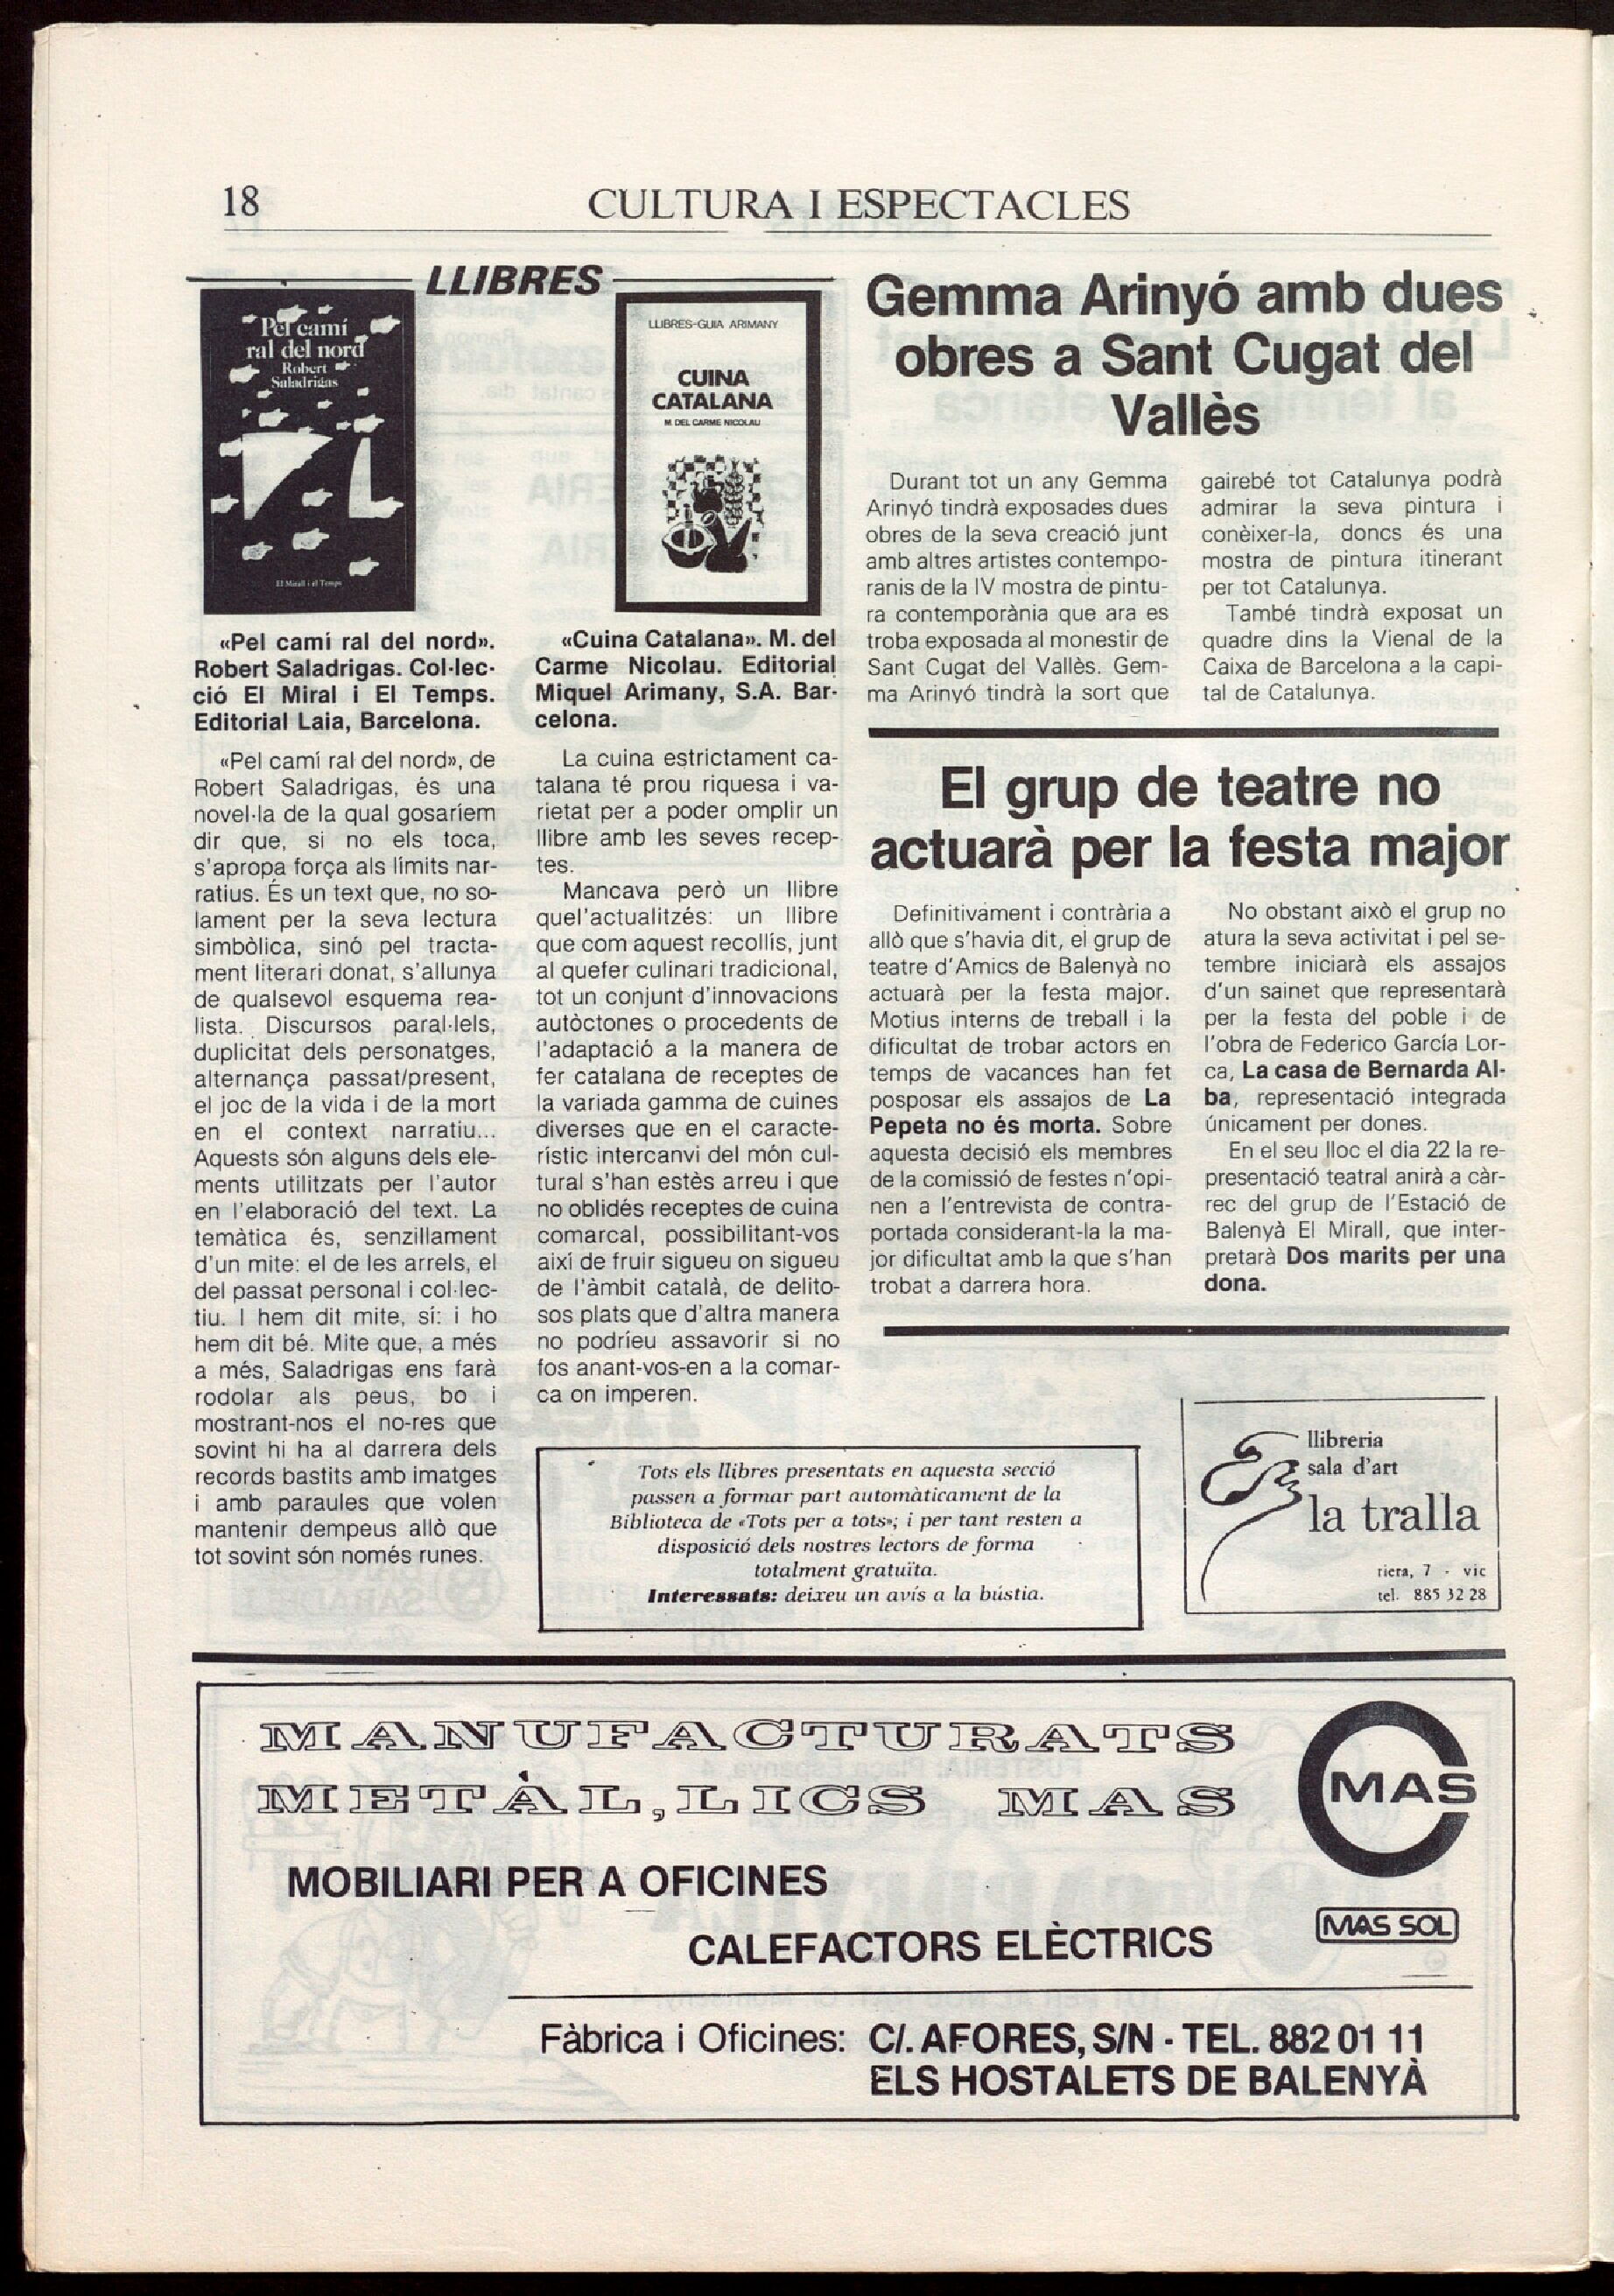 18
CULTURA I ESPECTACLES
LLIBRES
Pel camí
ral del nord
Robert
Saladrigas
El Mirall i el Temps
LLIBRES-GUIA ARIMANY
CUINA
CATALANA
M. DEL CARME NICOLAU
«Pel camí ral del nord».
Robert Saladrigas. Col·lec-
ció El Miral i El Temps.
Editorial Laia, Barcelona.
«Pel camí ral del nord», de
Robert Saladrigas, és una
novel·la de la qual gosaríem
dir que, si no els toca,
s'apropa força als límits nar-
ratius. És un text que, no so-
lament per la seva lectura
simbòlica, sinó pel tracta-
ment literari donat, s'allunya
de qualsevol esquema rea-
lista. Discursos paral·lels,
duplicitat dels personatges,
alternança passat/present,
el joc de la vida i de la mort
en el context narratiu...
Aquests són alguns dels ele-
ments utilitzats per l'autor
en l'elaboració del text. La
temàtica és, senzillament
d'un mite: el de les arrels, el
del passat personal i col·lec-
tiu. I hem dit mite, sí: i ho
hem dit bé. Mite que, a més
a més, Saladrigas ens farà
rodolar als peus, bo i
mostrant-nos el no-res que
sovint hi ha al darrera dels
records bastits amb imatges
i amb paraules que volen
mantenir dempeus allò que
tot sovint són només runes.
«Cuina Catalana». M. del
Carme Nicolau. Editorial
Miquel Arimany, S.A. Bar-
celona.
La cuina estrictament ca-
talana té prou riquesa i va-
rietat per a poder omplir un
llibre amb les seves recep-
tes.
Mancava però un llibre
quel'actualitzés: un llibre
que com aquest recollís, junt
al quefer culinari tradicional,
tot un conjunt d'innovacions
autòctones o procedents de
l'adaptació a la manera de
fer catalana de receptes de
la variada gamma de cuines
diverses que en el caracte-
rístic intercanvi del món cul-
tural s'han estès arreu i que
no oblidés receptes de cuina
comarcal, possibilitant-vos
així de fruir sigueu on sigueu
de l'àmbit català, de delito-
sos plats que d'altra manera
no podríeu assavorir si no
fos anant-vos-en a la comar-
ca on imperen.
Tots els llibres presentats en aquesta secció
passen a formar part automàticament de la
Biblioteca de «Tots per a tots»; i per tant resten a
disposició dels nostres lectors de forma
totalment gratuïta.
Interessats: deixeu un avís a la bústia.
Gemma Arinyó amb dues
obres a Sant Cugat del
Vallès
Durant tot un any Gemma
Arinyó tindrà exposades dues
obres de la seva creació junt
amb altres artistes contempo-
ranis de la IV mostra de pintu-
ra contemporània que ara es
troba exposada al monestir de
Sant Cugat del Vallès. Gem-
ma Arinyó tindrà la sort que
gairebé tot Catalunya podrà
admirar la seva pintura i
conèixer-la, doncs és una
mostra de pintura itinerant
per tot Catalunya.
També tindrà exposat un
quadre dins la Vienal de la
Caixa de Barcelona a la capi-
tal de Catalunya.
El grup de teatre no
actuarà per la festa major
Definitivament i contrària a
allò que s'havia dit, el grup de
teatre d'Amics de Balenyà no
actuarà per la festa major.
Motius interns de treball i la
dificultat de trobar actors en
temps de vacances han fet
posposar els assajos de La
Pepeta no és morta. Sobre
aquesta decisió els membres
de la comissió de festes n'opi-
nen a l'entrevista de contra-
portada considerant-la la ma-
jor dificultat amb la que s'han
trobat a darrera hora.
No obstant això el grup no
atura la seva activitat i pel se-
tembre iniciarà els assajos
d'un sainet que representarà
per la festa del poble i de
l'obra de Federico García Lor-
ca, La casa de Bernarda Al-
ba, representació integrada
únicament per dones.
En el seu lloc el dia 22 la re-
presentació teatral anirà a càr-
rec del grup de l'Estació de
Balenyà El Mirall, que inter-
pretarà Dos marits per una
dona.
llibreria
sala d'art
la tralla
riera, 7 - vic
tel. 885 32 28
MANUFACTURATS
METÀL,LICS MAS
MAS
MOBILIARI PER A OFICINES
CALEFACTORS ELÈCTRICS
MAS SOL
Fàbrica i Oficines: C/. AFORES, S/N - TEL. 882 01 11
ELS HOSTALETS DE BALENYÀ